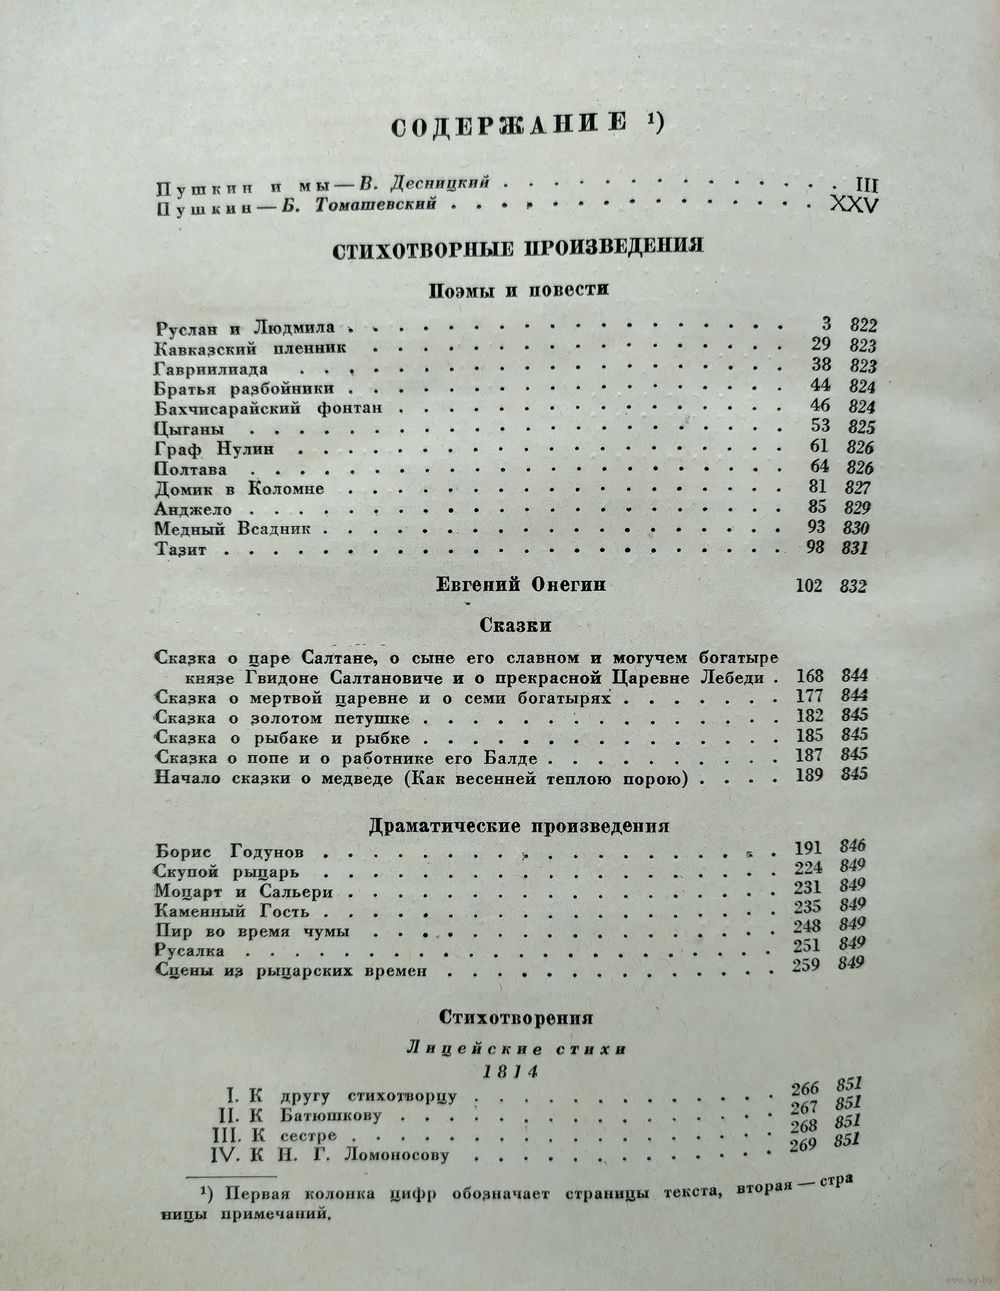 СОДЕРЖАНИЕ ¹)
Пушкин и мы — В. Десницкий . . . . . . . . . . . . . . III
Пушкин — Б. Томашевский . . . . . . . . . . . . . . . XXV
СТИХОТВОРНЫЕ ПРОИЗВЕДЕНИЯ
Поэмы и повести
Руслан и Людмила . . . . . . . . . . . . . . . . . . 3 822
Кавказский пленник . . . . . . . . . . . . . . . . . 29 823
Гавриилиада . . . . . . . . . . . . . . . . . . . . 38 823
Братья разбойники . . . . . . . . . . . . . . . . . . 44 824
Бахчисарайский фонтан . . . . . . . . . . . . . . . . 46 824
Цыганы . . . . . . . . . . . . . . . . . . . . . . 53 825
Граф Нулин . . . . . . . . . . . . . . . . . . . . 61 826
Полтава . . . . . . . . . . . . . . . . . . . . . . 64 826
Домик в Коломне . . . . . . . . . . . . . . . . . . 81 827
Анджело . . . . . . . . . . . . . . . . . . . . . . 85 829
Медный Всадник . . . . . . . . . . . . . . . . . . . 93 830
Тазит . . . . . . . . . . . . . . . . . . . . . . . 98 831
Евгений Онегин 102 832
Сказки
Сказка о царе Салтане, о сыне его славном и могучем богатыре
князе Гвидоне Салтановиче и о прекрасной Царевне Лебеди . 168 844
Сказка о мертвой царевне и о семи богатырях . . . . . . . 177 844
Сказка о золотом петушке . . . . . . . . . . . . . . . 182 845
Сказка о рыбаке и рыбке . . . . . . . . . . . . . . . 185 845
Сказка о попе и о работнике его Балде . . . . . . . . . . 187 845
Начало сказки о медведе (Как весенней теплою порою) . . . . 189 845
Драматические произведения
Борис Годунов . . . . . . . . . . . . . . . . . . . 191 846
Скупой рыцарь . . . . . . . . . . . . . . . . . . . 224 849
Моцарт и Сальери . . . . . . . . . . . . . . . . . . 231 849
Каменный Гость . . . . . . . . . . . . . . . . . . . 235 849
Пир во время чумы . . . . . . . . . . . . . . . . . 248 849
Русалка . . . . . . . . . . . . . . . . . . . . . . 251 849
Сцены из рыцарских времен . . . . . . . . . . . . . . 259 849
Стихотворения
Лицейские стихи
1814
I. К другу стихотворцу . . . . . . . . . . . . . 266 851
II. К Батюшкову . . . . . . . . . . . . . . . . 267 851
III. К сестре . . . . . . . . . . . . . . . . . . 268 851
IV. К Н. Г. Ломоносову . . . . . . . . . . . . . 269 851
¹) Первая колонка цифр обозначает страницы текста, вторая — стра
ницы примечаний.
www.ay.by